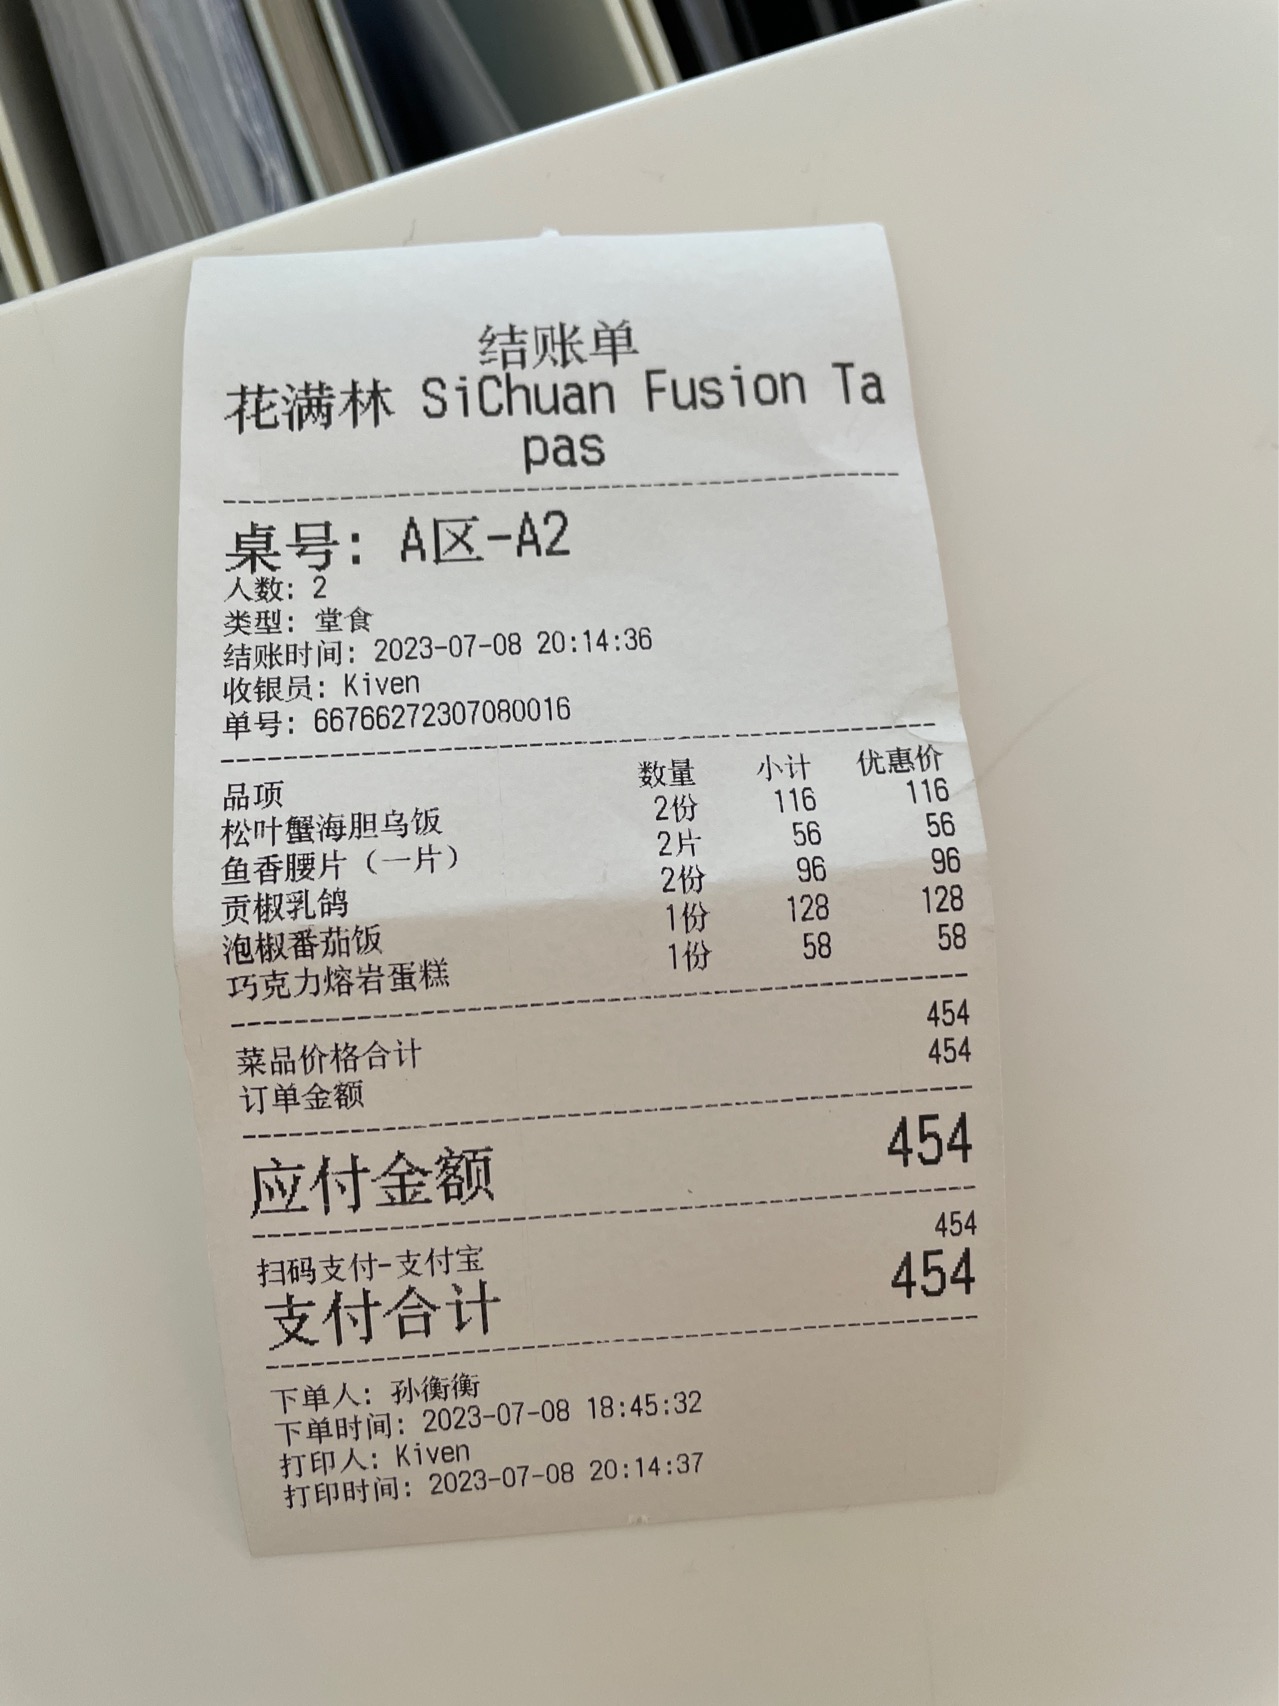 结账单
花满林 SiChuan Fusion Ta
pas
桌号: A区-A2
人数: 2
类型: 堂食
结账时间: 2023-07-08 20:14:36
收银员: Kiven
单号: 66766272307080016
品项 数量 小计 优惠价
松叶蟹海胆乌饭 2份 116 116
鱼香腰片（一片） 2片 56 56
贡椒乳鸽 2份 96 96
泡椒番茄饭 1份 128 128
巧克力熔岩蛋糕 1份 58 58
菜品价格合计 454
订单金额 454
应付金额 454
扫码支付-支付宝 454
支付合计 454
下单人: 孙衡衡
下单时间: 2023-07-08 18:45:32
打印人: Kiven
打印时间: 2023-07-08 20:14:37